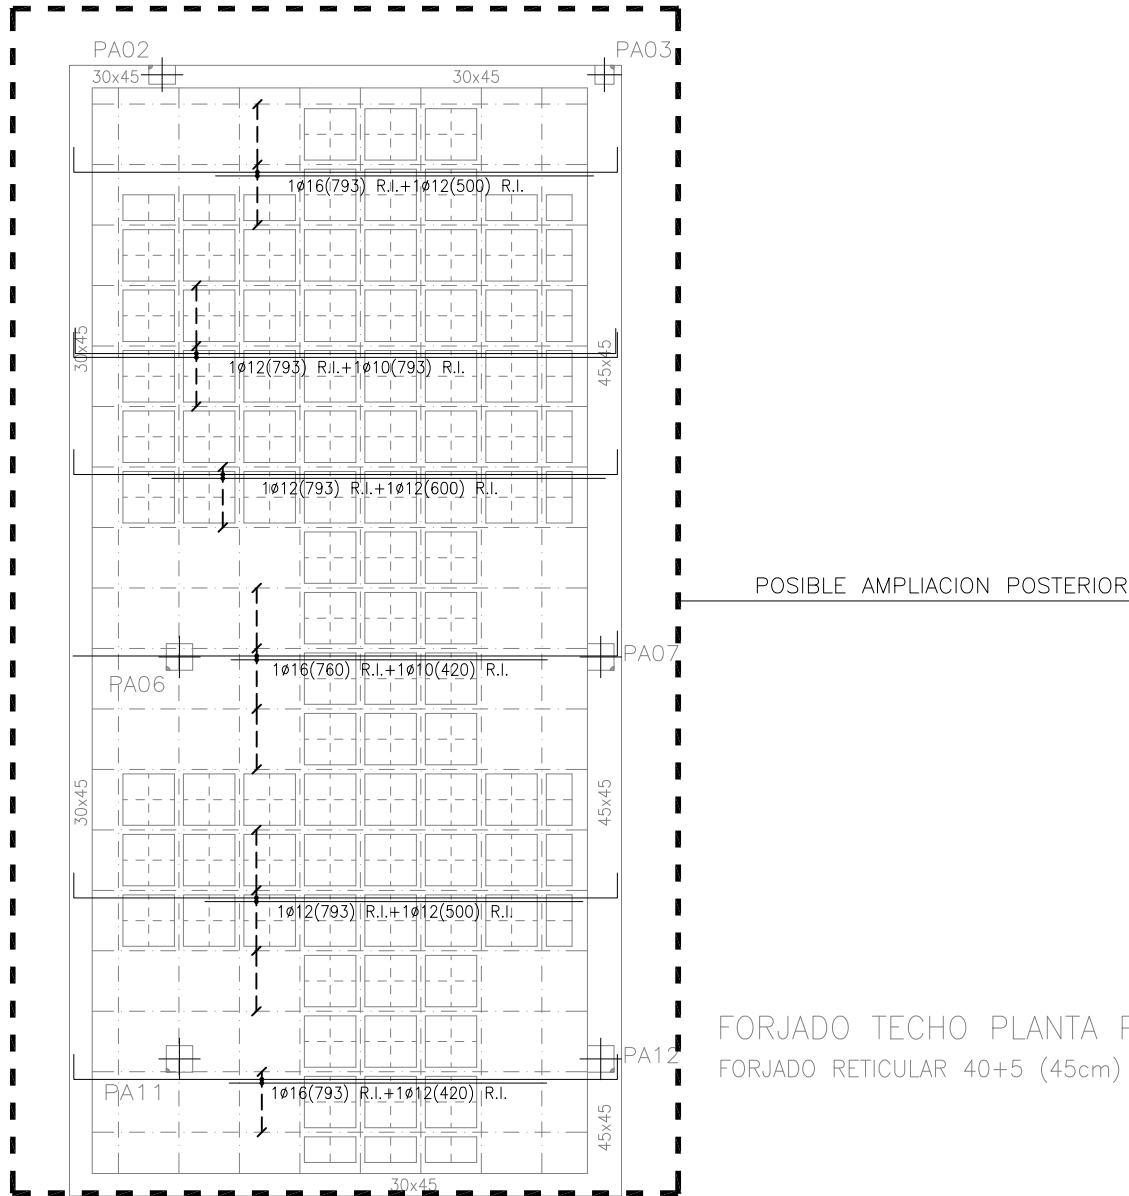 PA02
PA03
30x45
30x45
1ø16(793) R.I.+1ø12(500) R.I.
30x45
45x45
1ø12(793) R.I.+1ø10(793) R.I.
1ø12(793) R.I.+1ø12(600) R.I.
POSIBLE AMPLIACION POSTERIOR
PA07
1ø16(760) R.I.+1ø10(420) R.I.
PA06
30x45
45x45
1ø12(793) R.I.+1ø12(500) R.I.
FORJADO TECHO PLANTA
PA12
FORJADO RETICULAR 40+5 (45cm)
PA11
1ø16(793) R.I.+1ø12(420) R.I.
45x45
30x45